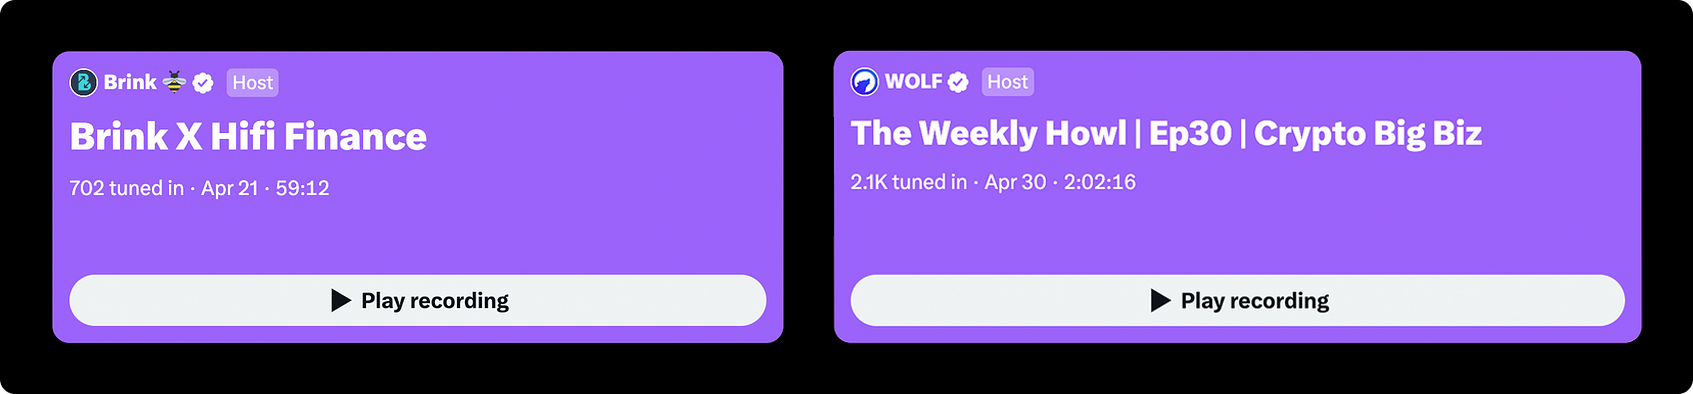 Brink 🐝 Host
Brink X Hifi Finance
702 tuned in · Apr 21 · 59:12
Play recording
WOLF Host
The Weekly Howl | Ep30 | Crypto Big Biz
2.1K tuned in · Apr 30 · 2:02:16
Play recording